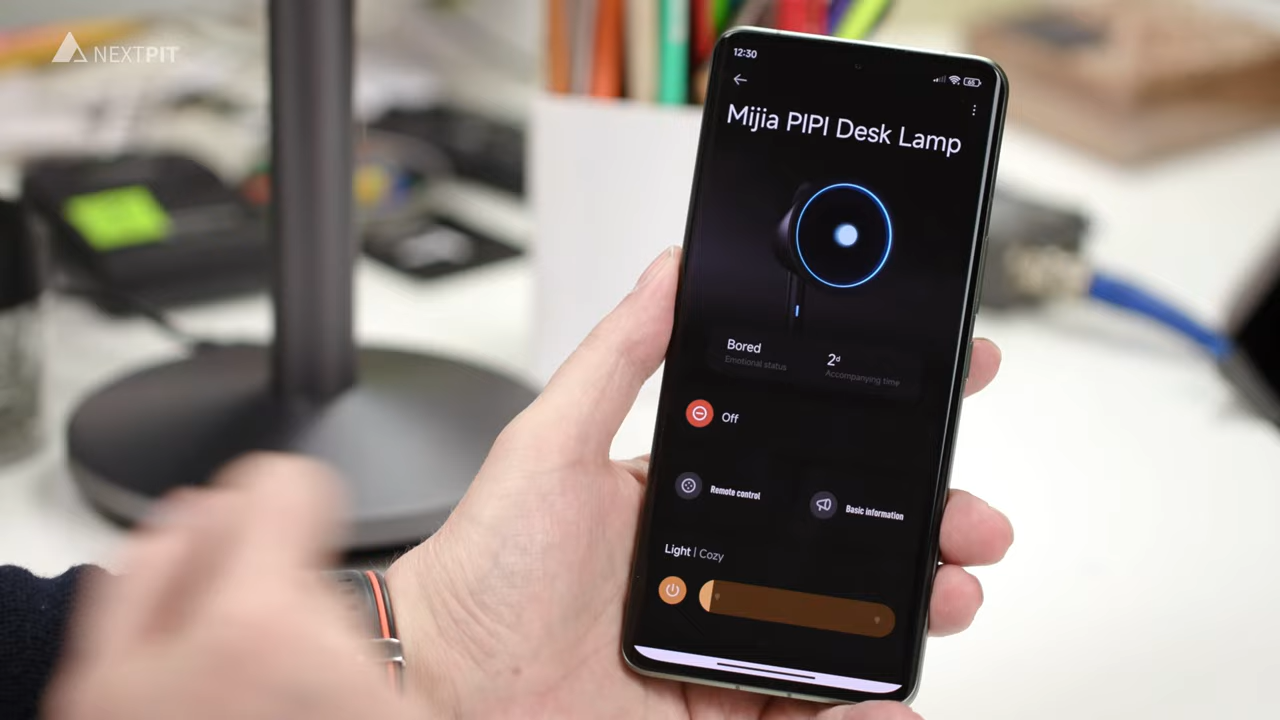 NEXTPIT
12:30
65
Mijia PIPI Desk Lamp
Bored
Emotional status
2d
Accompanying time
Off
Remote control
Basic information
Light | Cozy